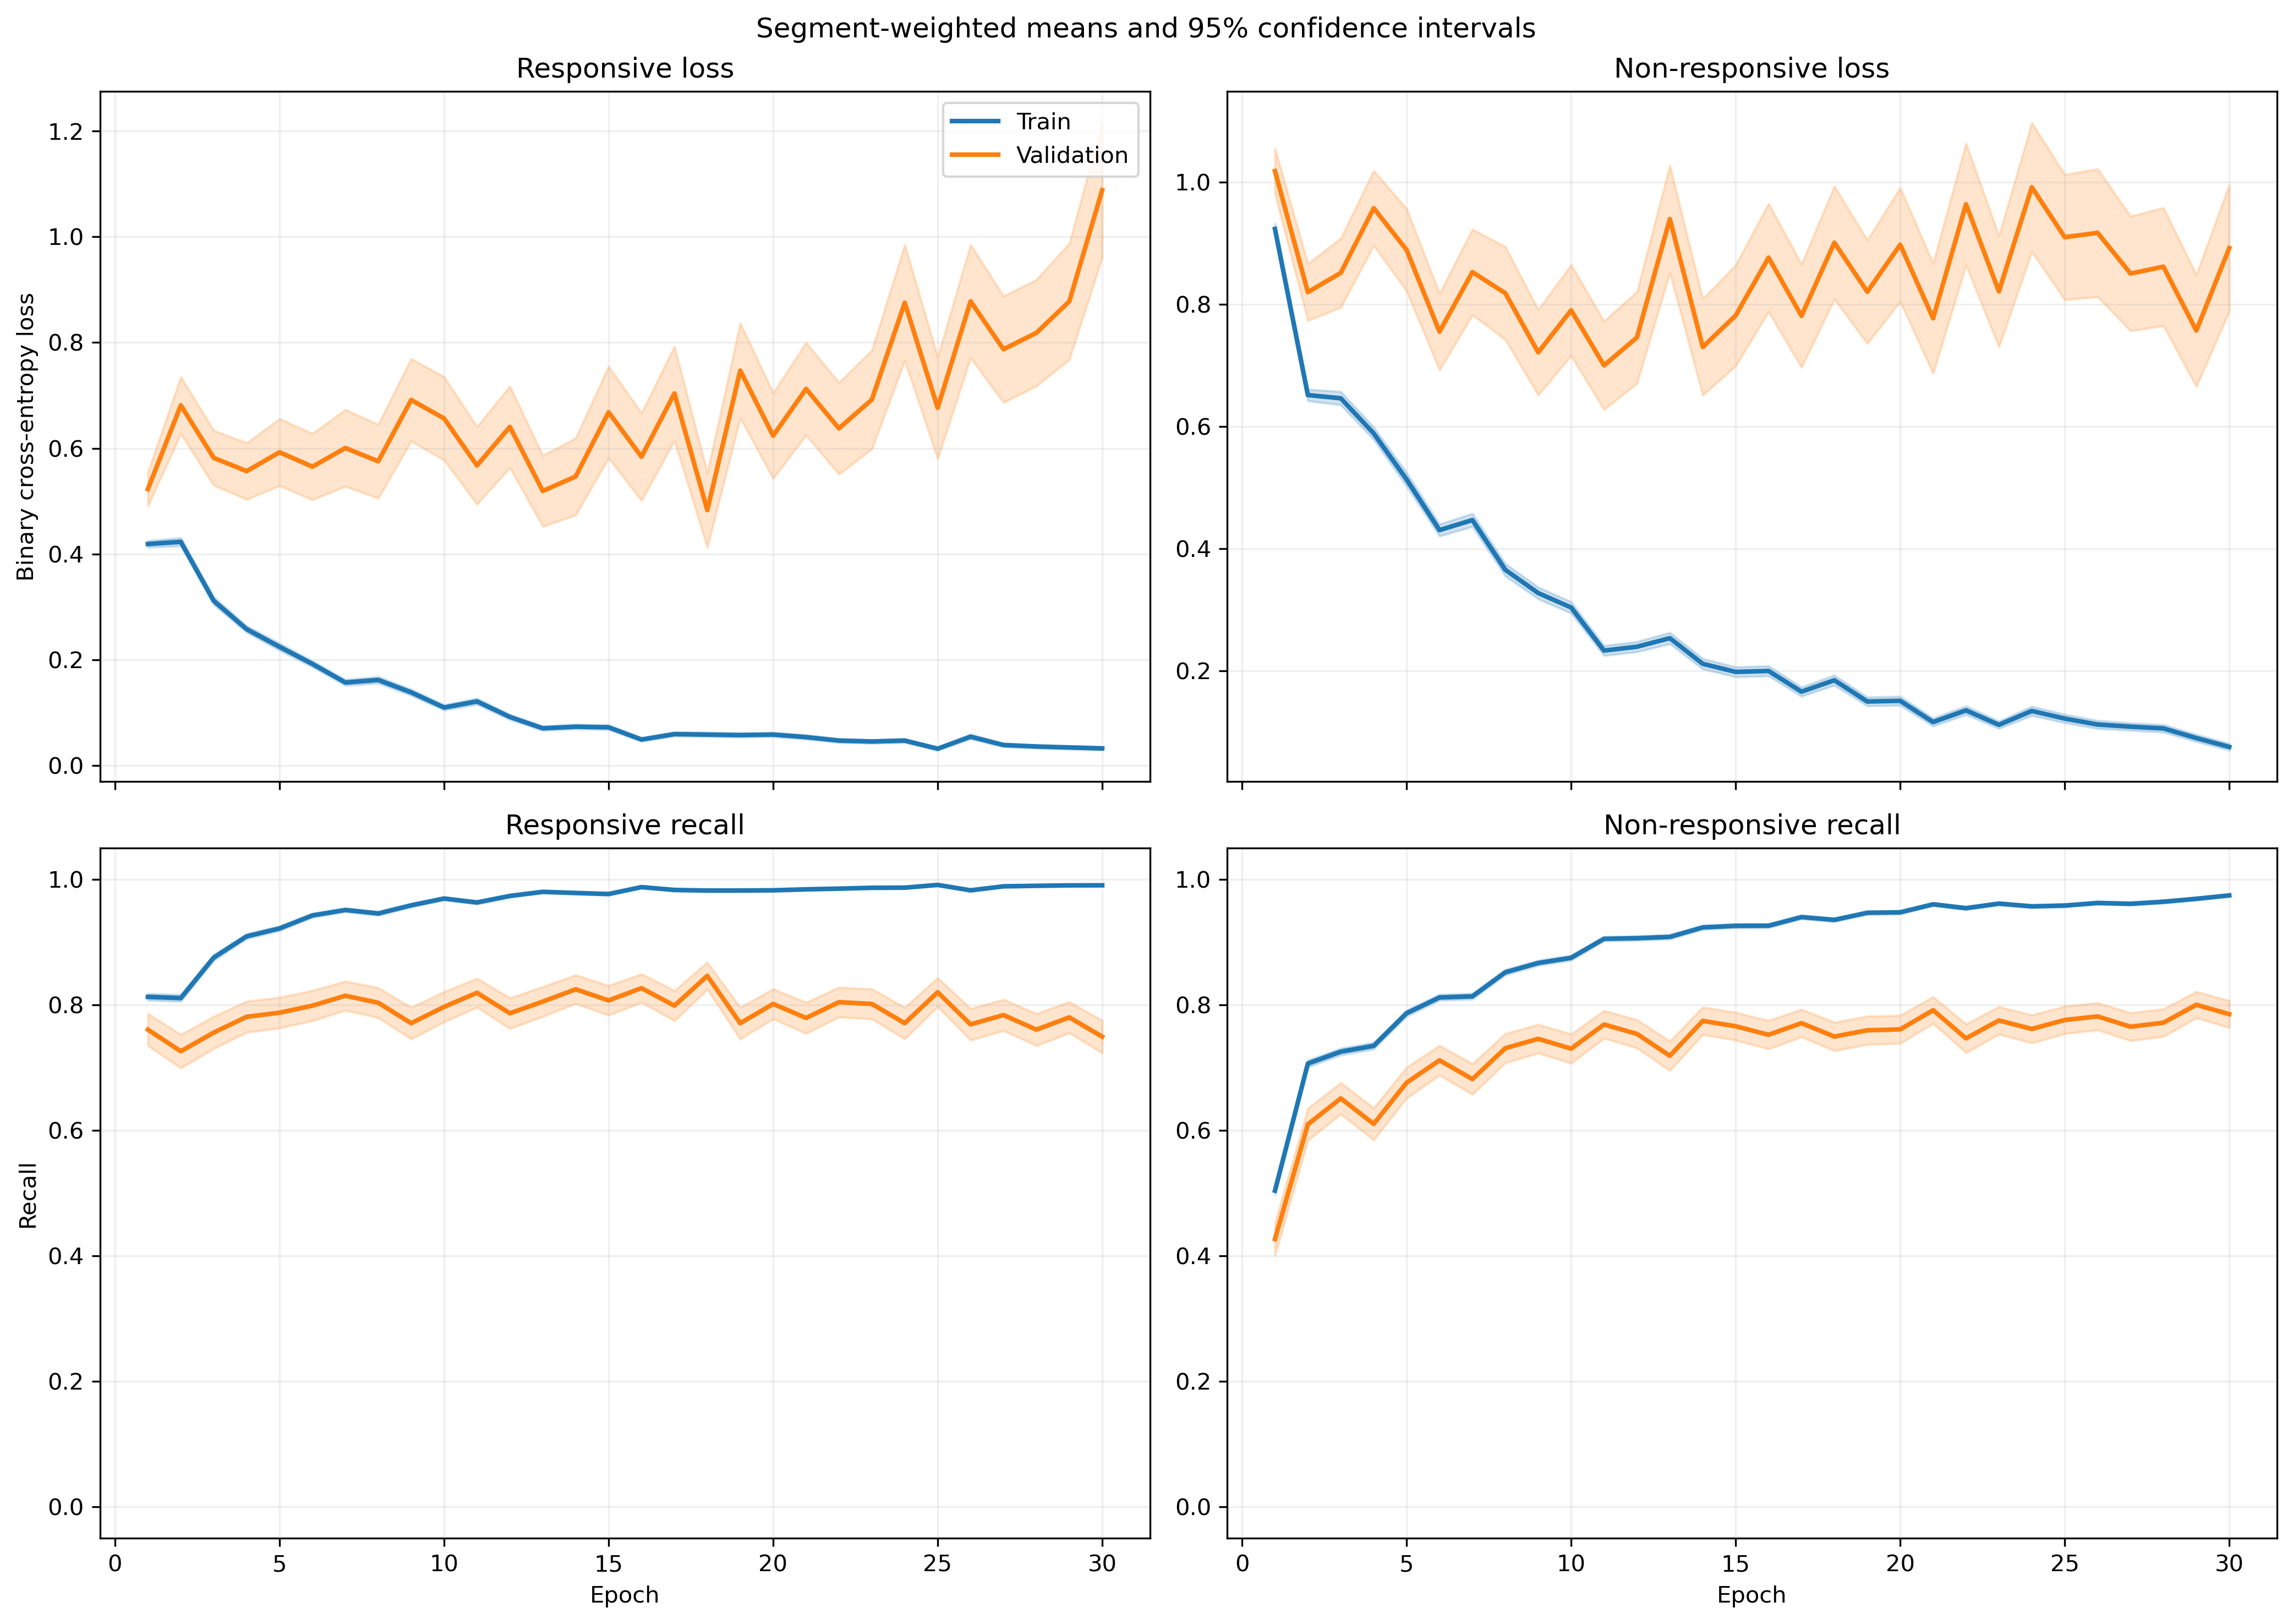 Segment-weighted means and 95% confidence intervals
Responsive loss
Non-responsive loss
Train
Validation
Binary cross-entropy loss
1.2
1.0
0.8
0.6
0.4
0.2
0.0
1.0
0.8
0.6
0.4
0.2
Responsive recall
Non-responsive recall
Recall
1.0
0.8
0.6
0.4
0.2
0.0
1.0
0.8
0.6
0.4
0.2
0.0
0 5 10 15 20 25 30
0 5 10 15 20 25 30
Epoch
Epoch